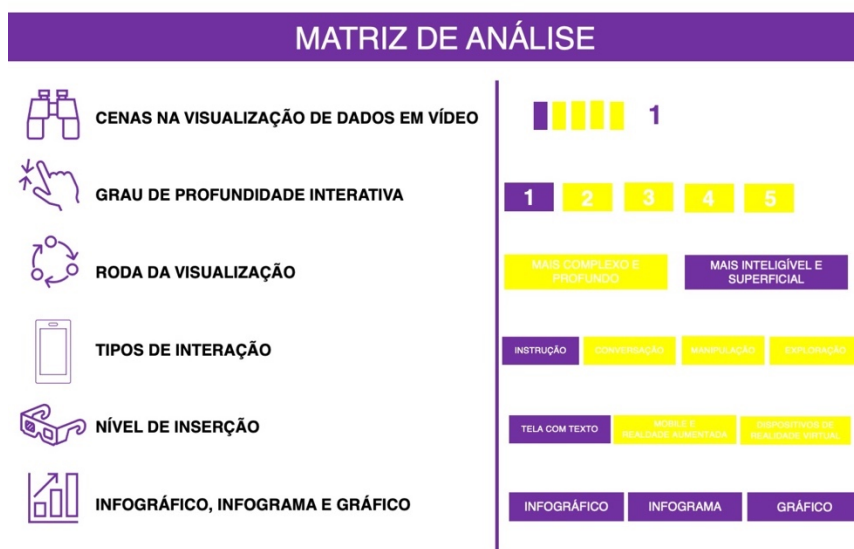 MATRIZ DE ANÁLISE
CENAS NA VISUALIZAÇÃO DE DADOS EM VÍDEO
1
GRAU DE PROFUNDIDADE INTERATIVA
1 2 3 4 5
RODA DA VISUALIZAÇÃO
MAIS COMPLEXO E
PROFUNDO
MAIS INTELIGÍVEL E
SUPERFICIAL
TIPOS DE INTERAÇÃO
INSTRUÇÃO CONVERSAÇÃO MANIPULAÇÃO EXPLORAÇÃO
NÍVEL DE INSERÇÃO
TELA COM TEXTO
MOBILE E
REALDADE AUMENTADA
DISPOSITIVOS DE
REALIDADE VIRTUAL
INFOGRÁFICO, INFOGRAMA E GRÁFICO
INFOGRÁFICO INFOGRAMA GRÁFICO